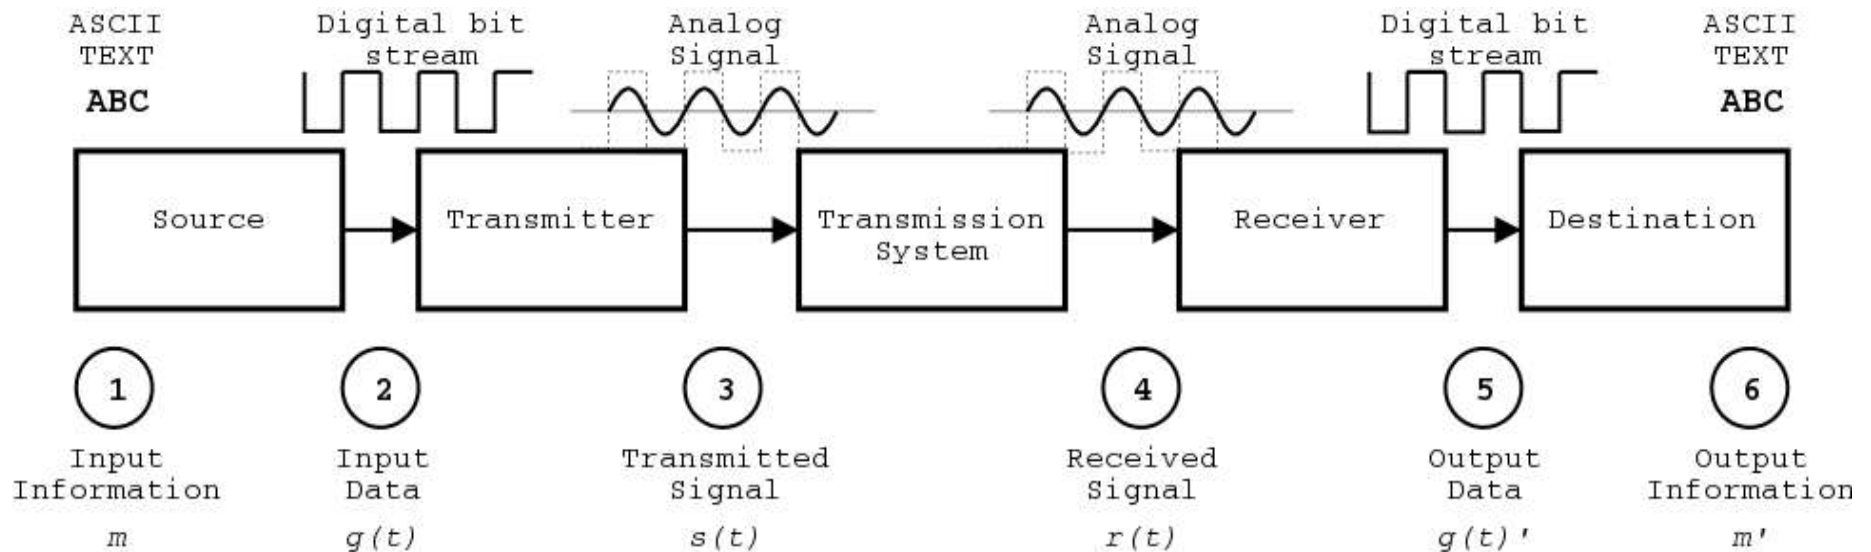 ASCII
TEXT
ABC
Digital bit
stream
Analog
Signal
Analog
Signal
Digital bit
stream
ASCII
TEXT
ABC
Source
Transmitter
Transmission
System
Receiver
Destination
1
2
3
4
5
6
Input
Information
m
Input
Data
g(t)
Transmitted
Signal
s(t)
Received
Signal
r(t)
Output
Data
g(t)'
Output
Information
m'